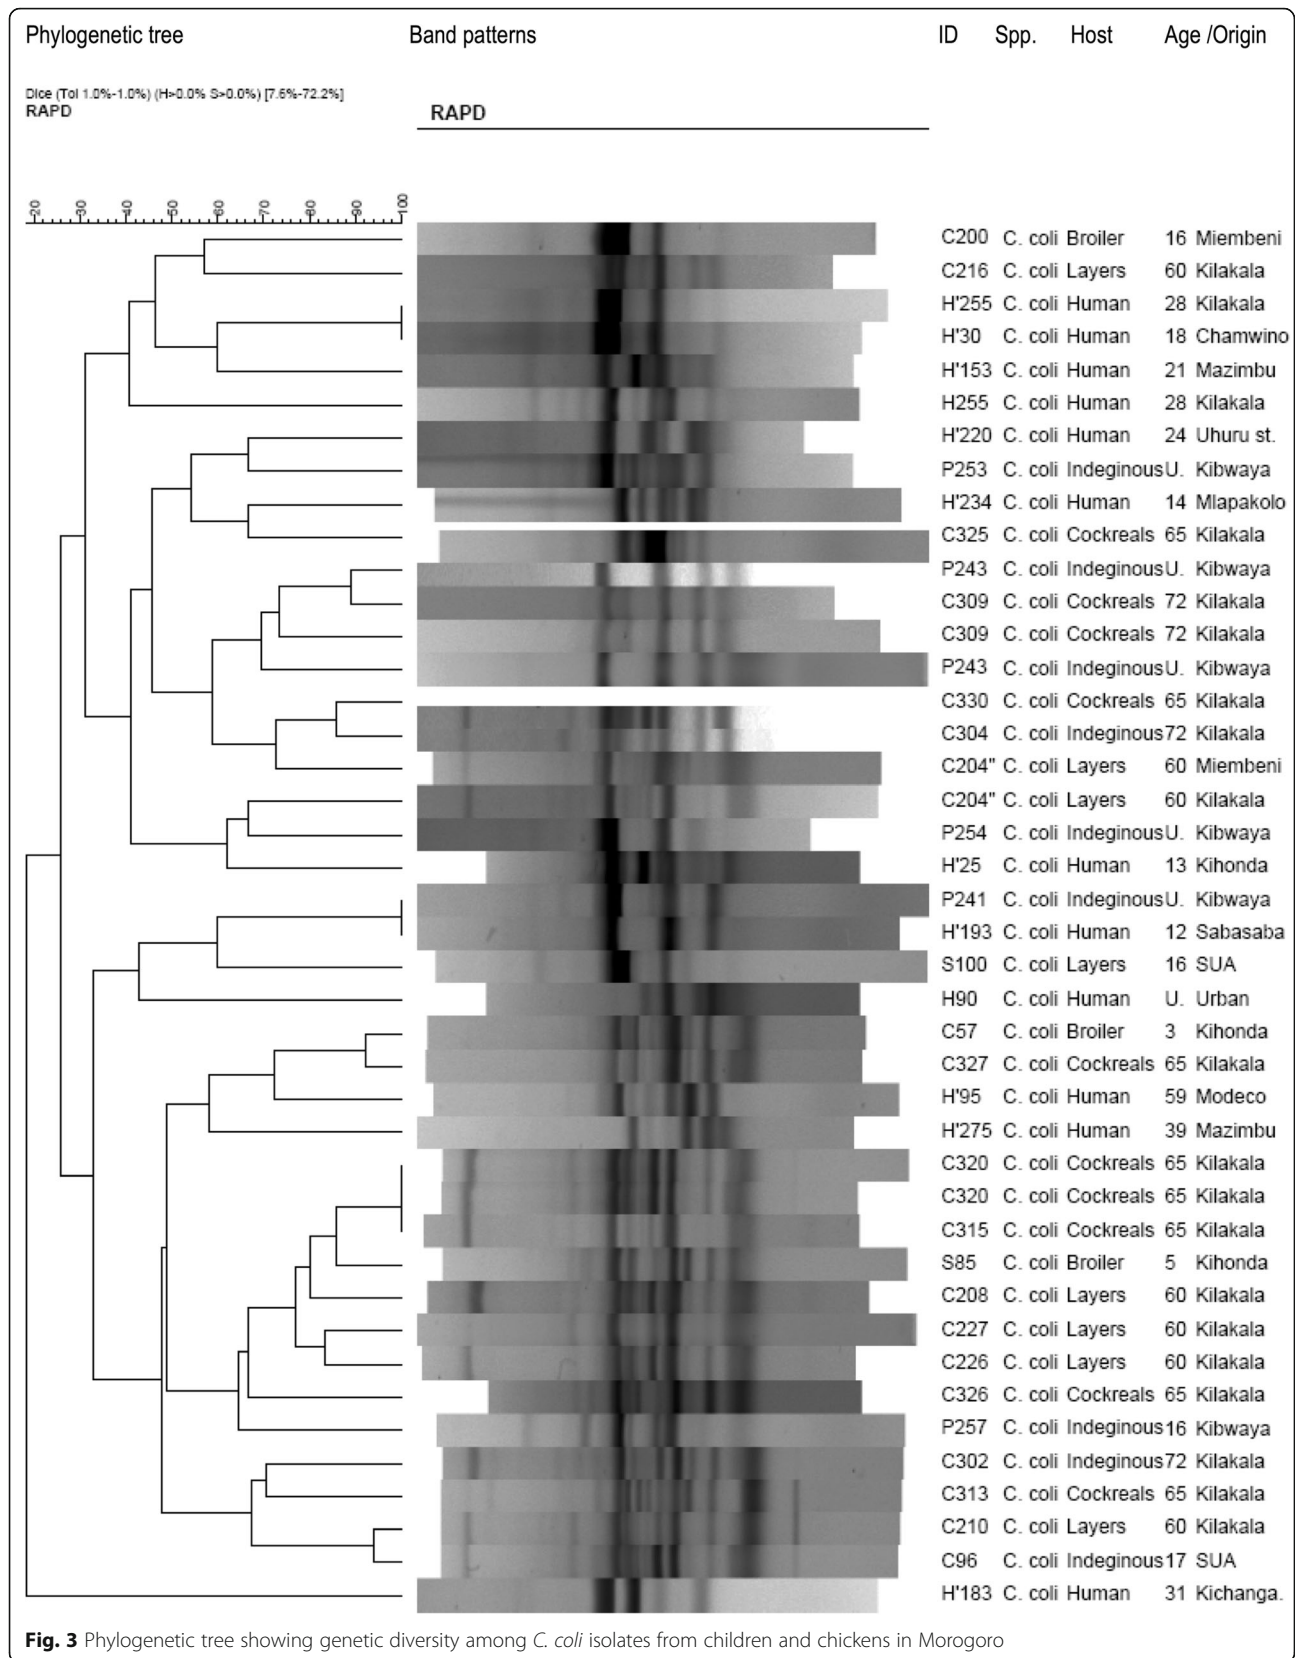 Phylogenetic tree Band patterns ID Spp. Host Age /Origin
Dice (Tol 1.0%-1.0%) (H>0.0% S>0.0%) [7.6%-72.2%]
RAPD RAPD
20 30 40 50 60 70 80 90 100
C200 C. coli Broiler 16 Miembeni
C216 C. coli Layers 60 Kilakala
H'255 C. coli Human 28 Kilakala
H'30 C. coli Human 18 Chamwino
H'153 C. coli Human 21 Mazimbu
H255 C. coli Human 28 Kilakala
H'220 C. coli Human 24 Uhuru st.
P253 C. coli Indeginous U. Kibwaya
H'234 C. coli Human 14 Mlapakolo
C325 C. coli Cockreals 65 Kilakala
P243 C. coli Indeginous U. Kibwaya
C309 C. coli Cockreals 72 Kilakala
C309 C. coli Cockreals 72 Kilakala
P243 C. coli Indeginous U. Kibwaya
C330 C. coli Cockreals 65 Kilakala
C304 C. coli Indeginous 72 Kilakala
C204" C. coli Layers 60 Miembeni
C204" C. coli Layers 60 Kilakala
P254 C. coli Indeginous U. Kibwaya
H'25 C. coli Human 13 Kihonda
P241 C. coli Indeginous U. Kibwaya
H'193 C. coli Human 12 Sabasaba
S100 C. coli Layers 16 SUA
H90 C. coli Human U. Urban
C57 C. coli Broiler 3 Kihonda
C327 C. coli Cockreals 65 Kilakala
H'95 C. coli Human 59 Modeco
H'275 C. coli Human 39 Mazimbu
C320 C. coli Cockreals 65 Kilakala
C320 C. coli Cockreals 65 Kilakala
C315 C. coli Cockreals 65 Kilakala
S85 C. coli Broiler 5 Kihonda
C208 C. coli Layers 60 Kilakala
C227 C. coli Layers 60 Kilakala
C226 C. coli Layers 60 Kilakala
C326 C. coli Cockreals 65 Kilakala
P257 C. coli Indeginous 16 Kibwaya
C302 C. coli Indeginous 72 Kilakala
C313 C. coli Cockreals 65 Kilakala
C210 C. coli Layers 60 Kilakala
C96 C. coli Indeginous 17 SUA
H'183 C. coli Human 31 Kichanga.
Fig. 3 Phylogenetic tree showing genetic diversity among C. coli isolates from children and chickens in Morogoro